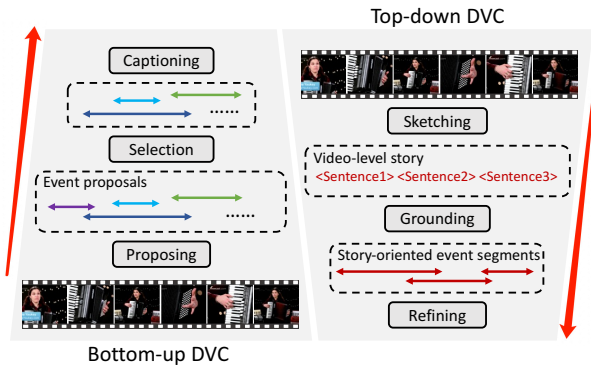 Top-down DVC
Captioning
......
Selection
Event proposals
......
Proposing
Bottom-up DVC
Sketching
Video-level story
<Sentence1> <Sentence2> <Sentence3>
Grounding
Story-oriented event segments
Refining